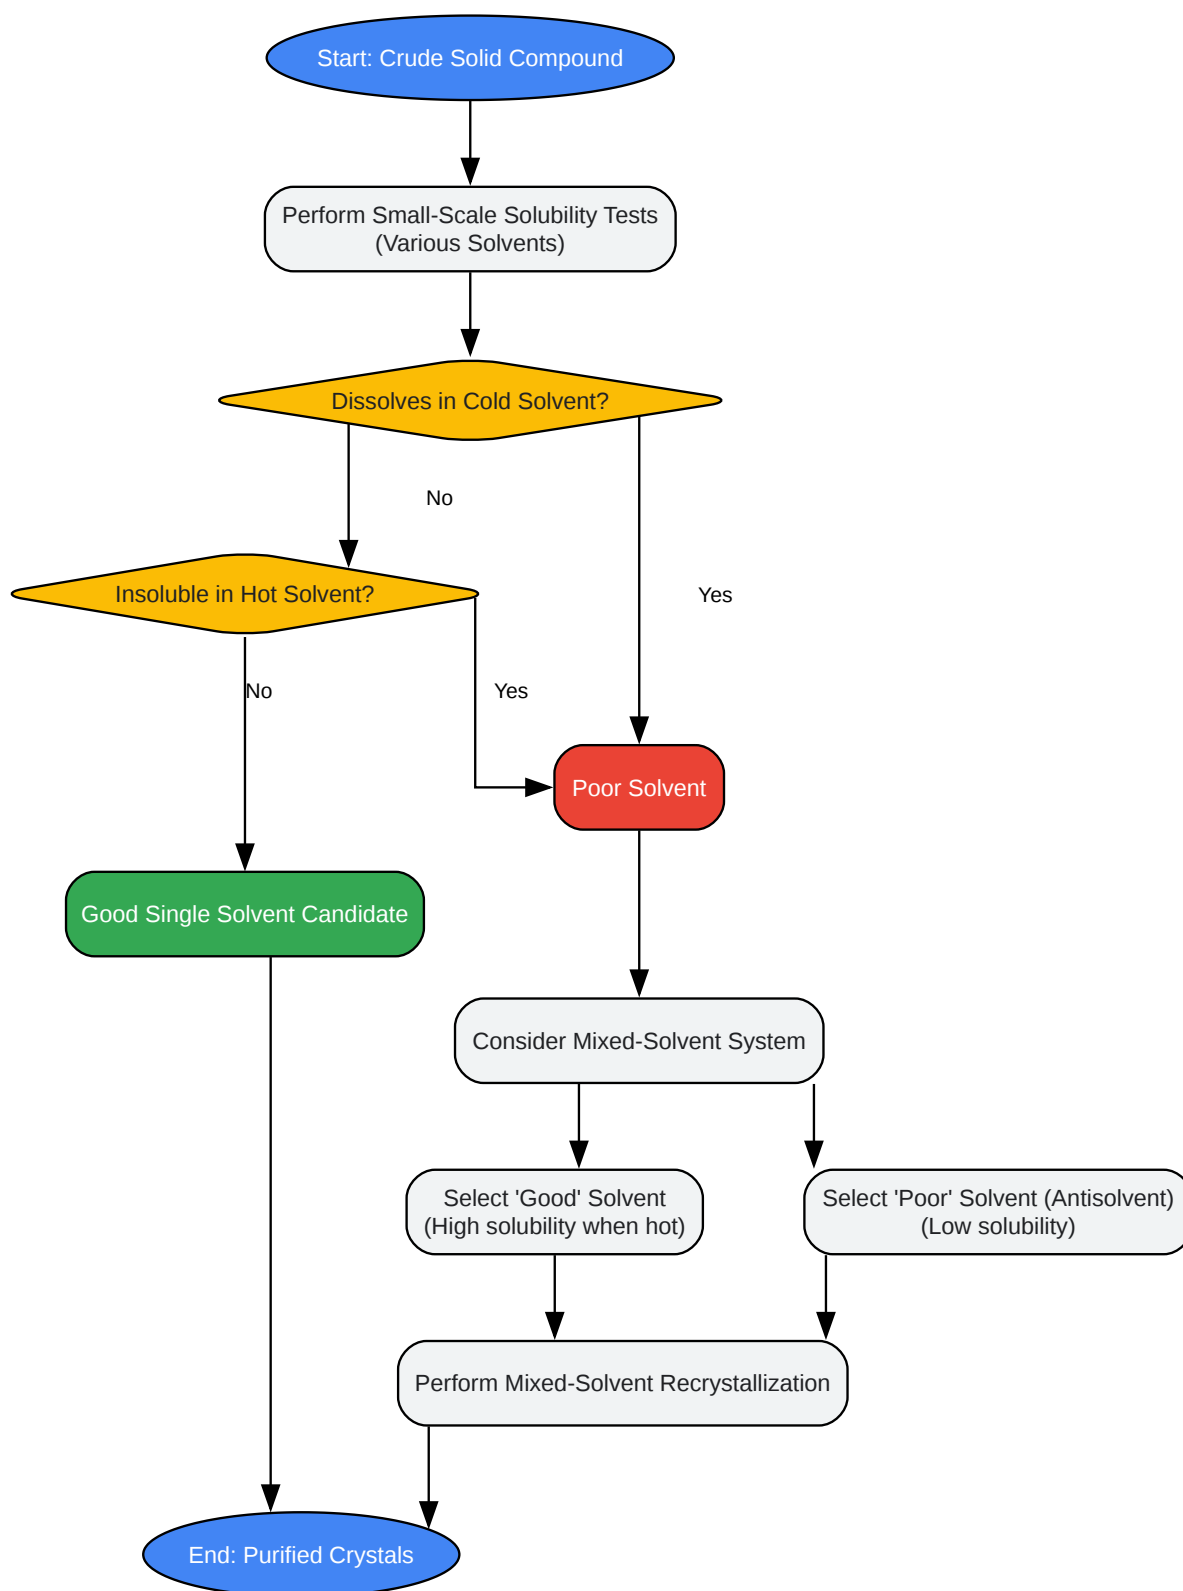 Start: Crude Solid Compound
Perform Small-Scale Solubility Tests
(Various Solvents)
Dissolves in Cold Solvent?
No
Insoluble in Hot Solvent?
Yes
No
Yes
Poor Solvent
Good Single Solvent Candidate
Consider Mixed-Solvent System
Select 'Good' Solvent
(High solubility when hot)
Select 'Poor' Solvent (Antisolvent)
(Low solubility)
Perform Mixed-Solvent Recrystallization
End: Purified Crystals